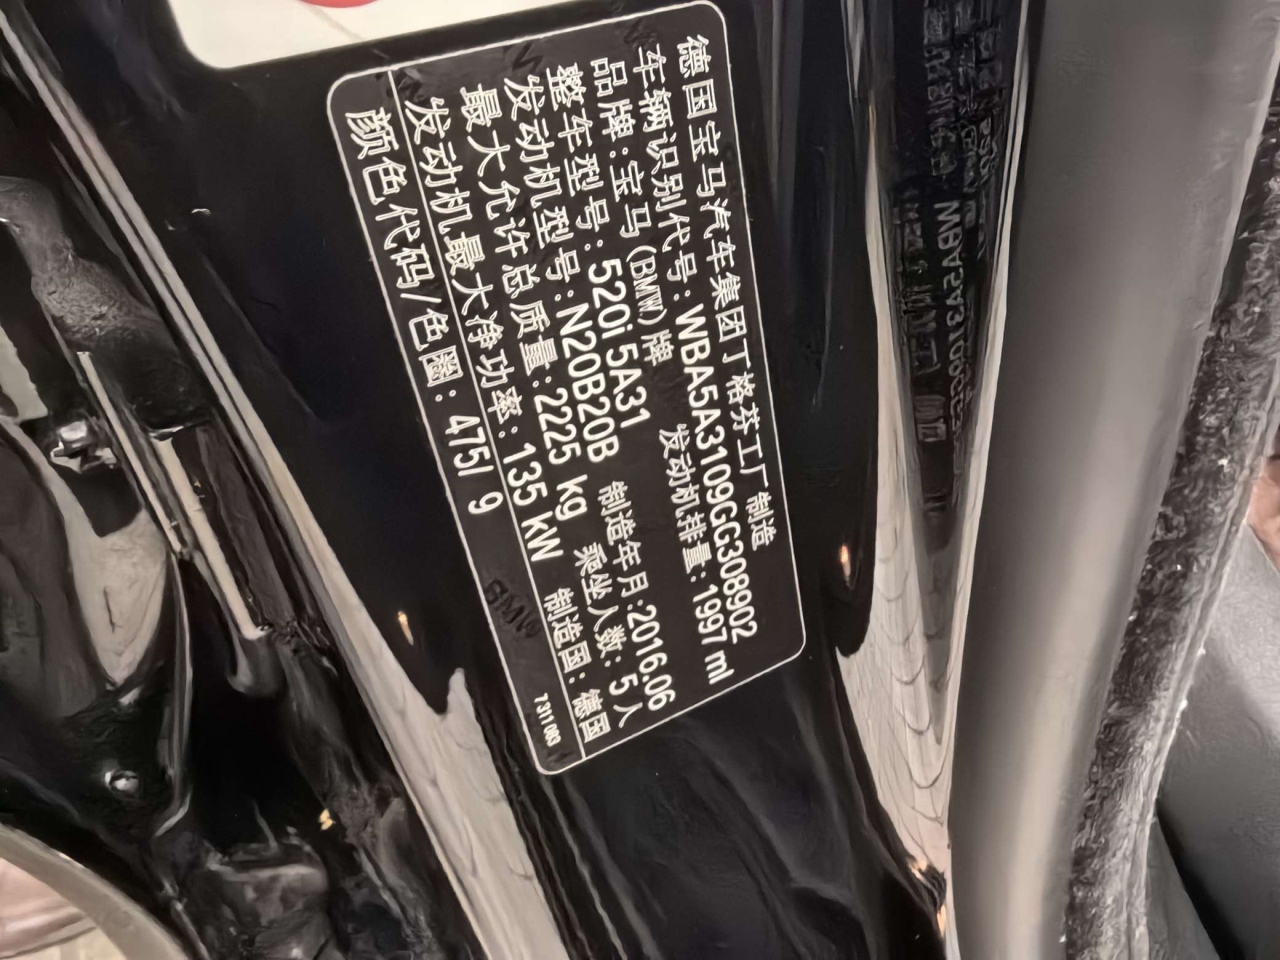 德国宝马汽车集团丁格芬工厂 制造
车辆识别代号:WBA5A3109GG308902
品牌:宝马(BMW)牌 发动机排量:1997 ml
整车型号:520i 5A31
发动机型号:N20B20B 制造年月:2016.06
最大允许总质量:2225 kg 乘坐人数:5人
发动机最大净功率:135 kW 制造国:德国
颜色代码/色圈:475/ 9
7311083